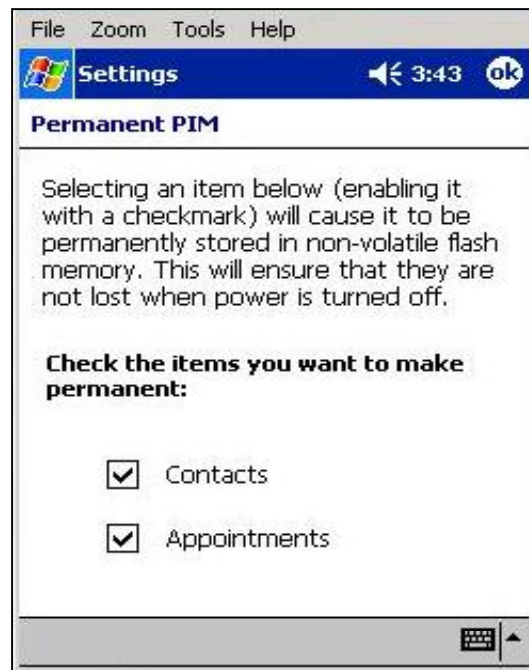 File Zoom Tools Help
Settings 3:43 ok
Permanent PIM
Selecting an item below (enabling it
with a checkmark) will cause it to be
permanently stored in non-volatile flash
memory. This will ensure that they are
not lost when power is turned off.
Check the items you want to make
permanent:
Contacts
Appointments